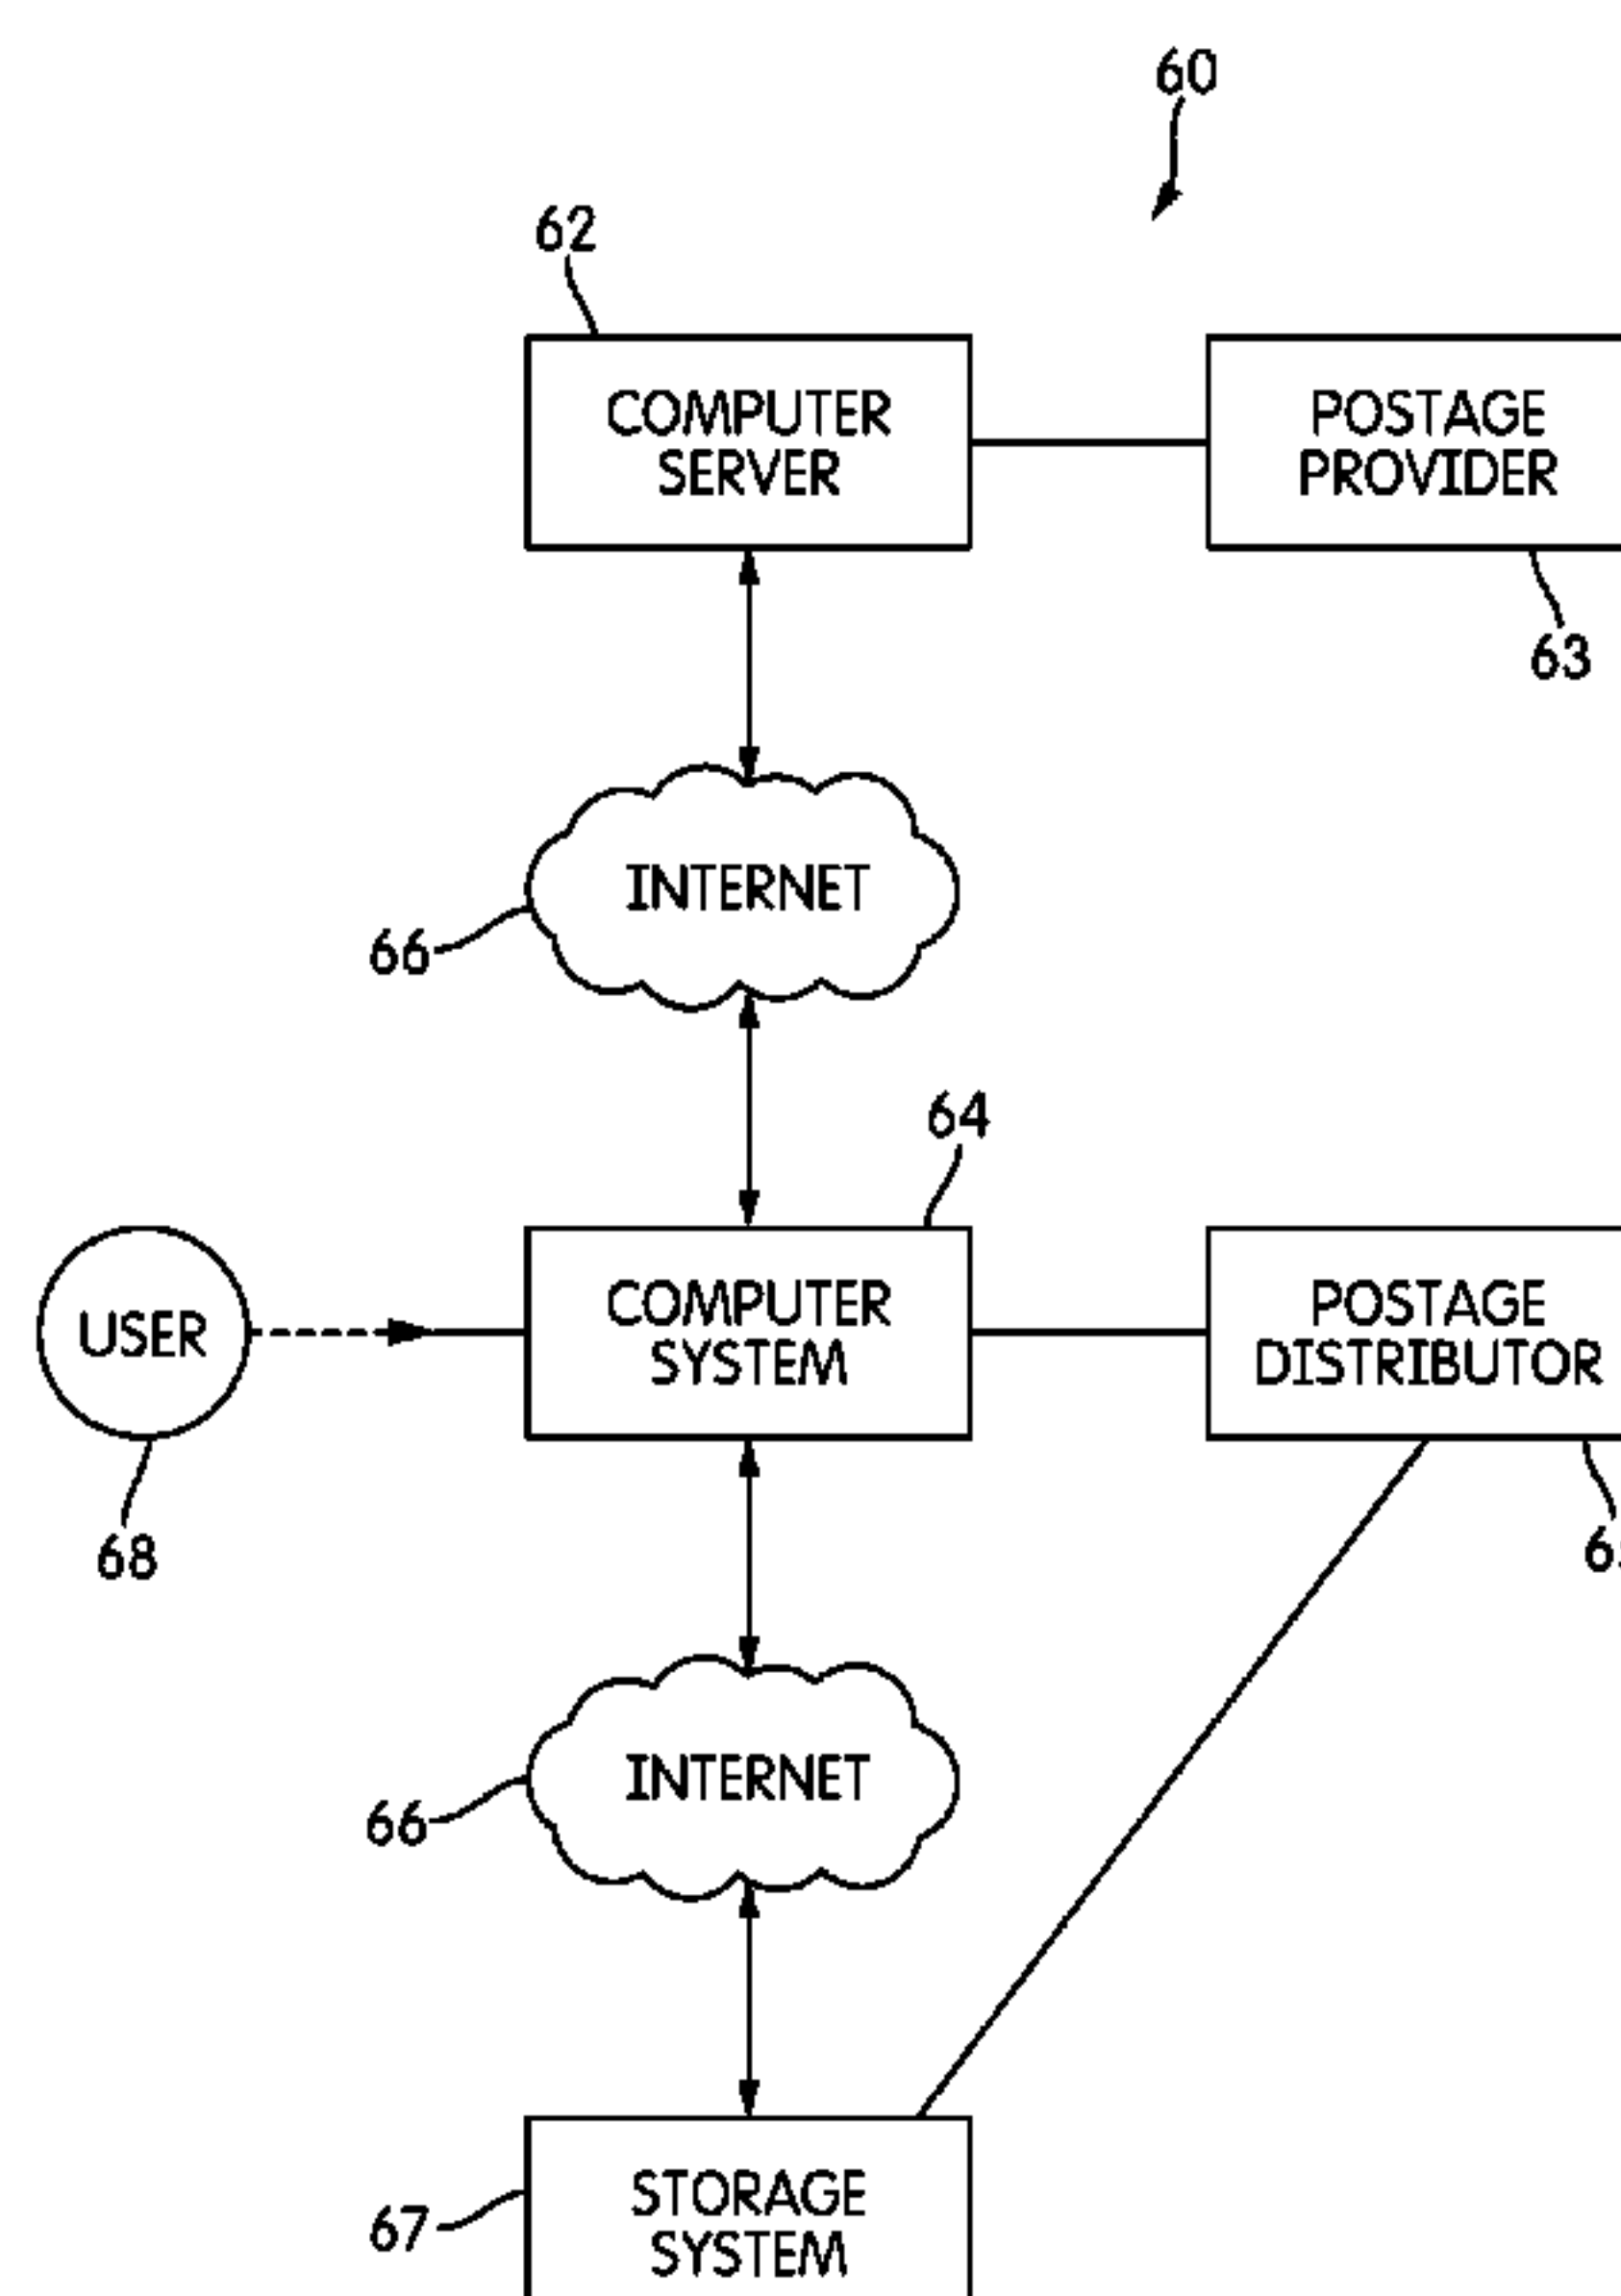 60
62
COMPUTER
SERVER
POSTAGE
PROVIDER
63
INTERNET
66
64
USER
COMPUTER
SYSTEM
POSTAGE
DISTRIBUTOR
68
INTERNET
66
STORAGE
SYSTEM
67